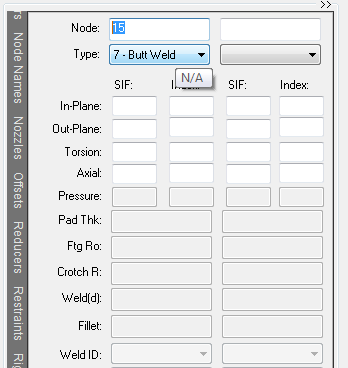 >>
Node: 15
Type: 7 - Butt Weld
N/A
SIF: Index: SIF: Index:
In-Plane:
Out-Plane:
Torsion:
Axial:
Pressure:
Pad Thk:
Ftg Ro:
Crotch R:
Weld(d):
Fillet:
Weld ID:
Node Names
Nozzles
Offsets
Reducers
Restraints